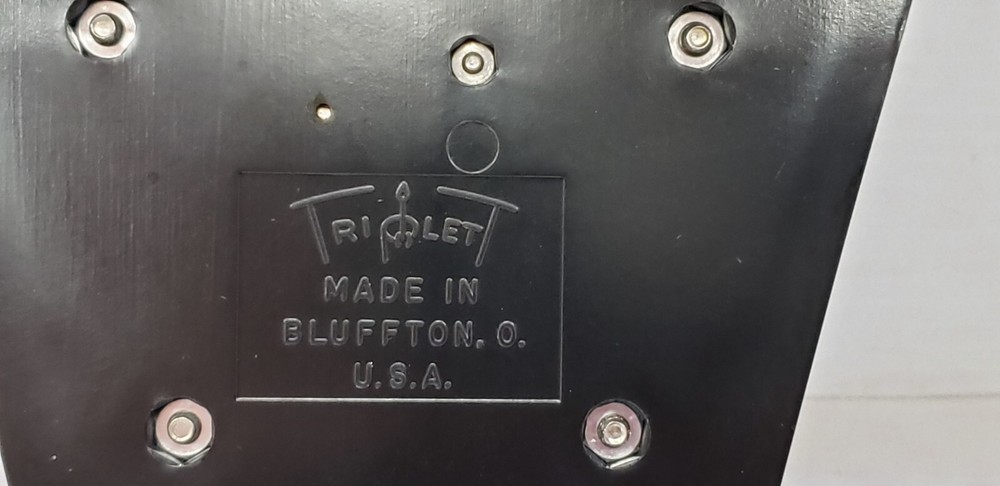 TRIPLETT
MADE IN
BLUFFTON, O.
U.S.A.